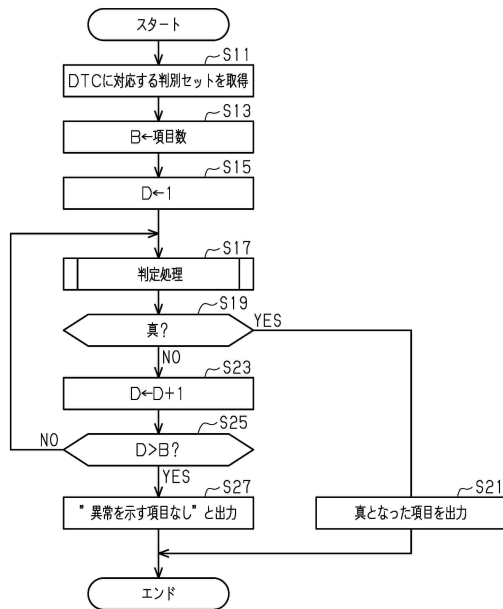 スタート
S11
DTCに対応する判別セットを取得
S13
B←項目数
S15
D←1
S17
判定処理
S19
真?
YES
NO
S23
D←D+1
S25
D>B?
NO
YES
S27
"異常を示す項目なし"と出力
S21
真となった項目を出力
エンド